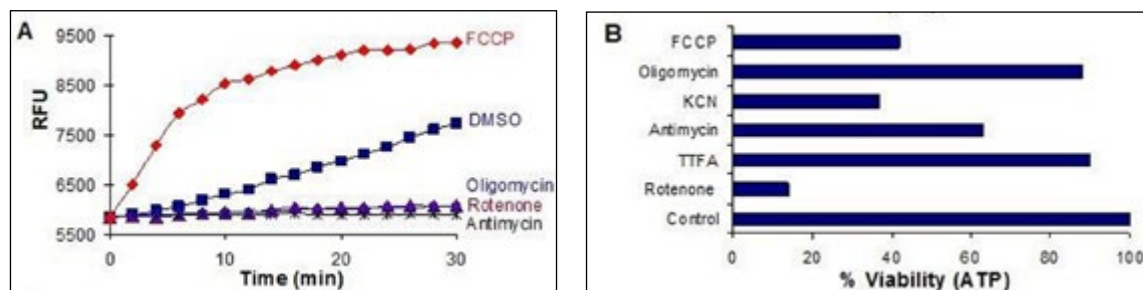 A
9500
8500
7500
6500
5500
RFU
0
10
20
30
Time (min)
FCCP
DMSO
Oligomycin
Rotenone
Antimycin
B
FCCP
Oligomycin
KCN
Antimycin
TTFA
Rotenone
Control
0
20
40
60
80
100
% Viability (ATP)